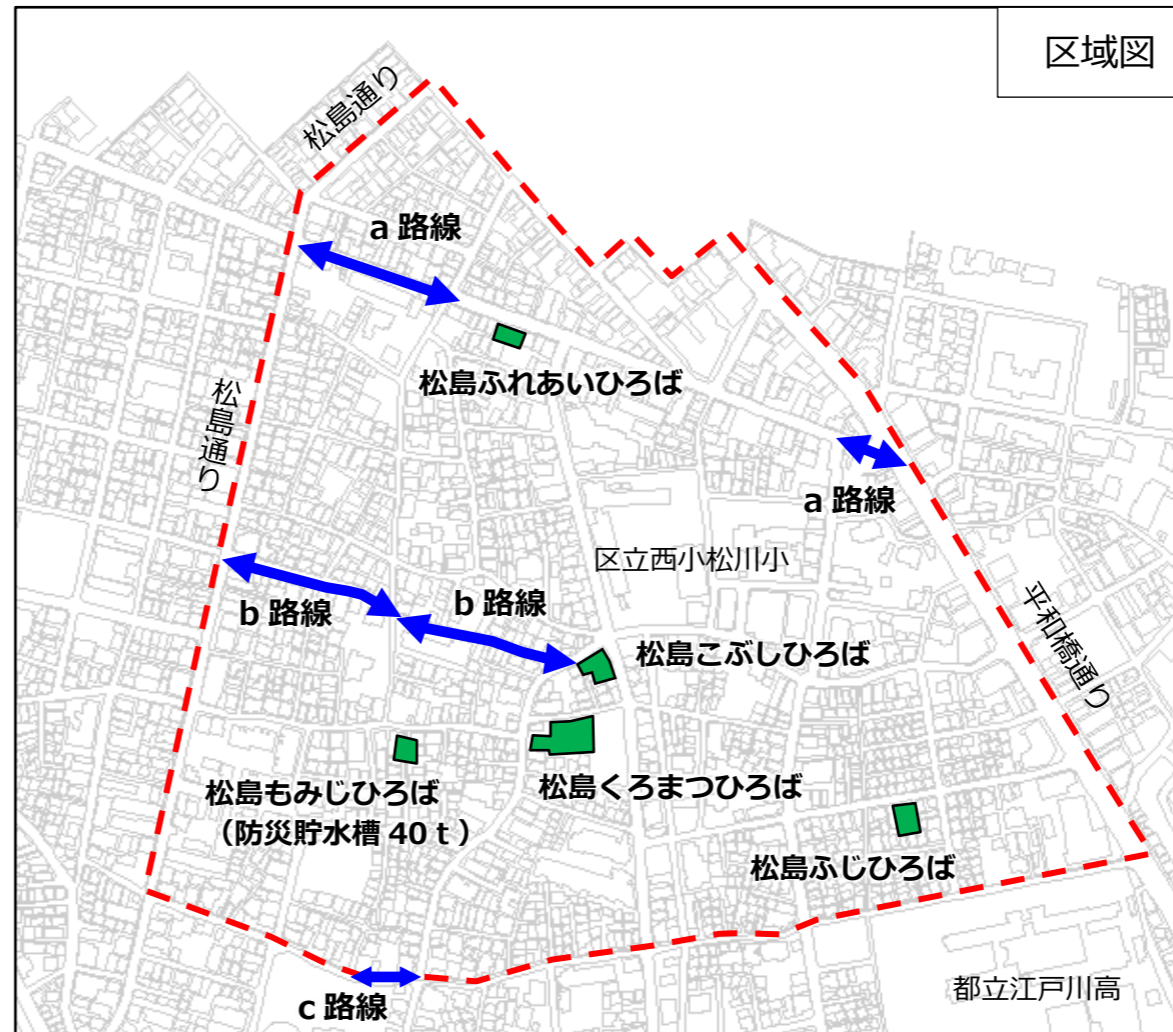 区域図
松島通り
a 路線
松島ふれあいひろば
松島通り
a 路線
区立西小松川小
b 路線
b 路線
平和橋通り
松島こぶしひろば
松島もみじひろば
（防災貯水槽 40ｔ）
松島くろまつひろば
松島ふじひろば
都立江戸川高
c 路線